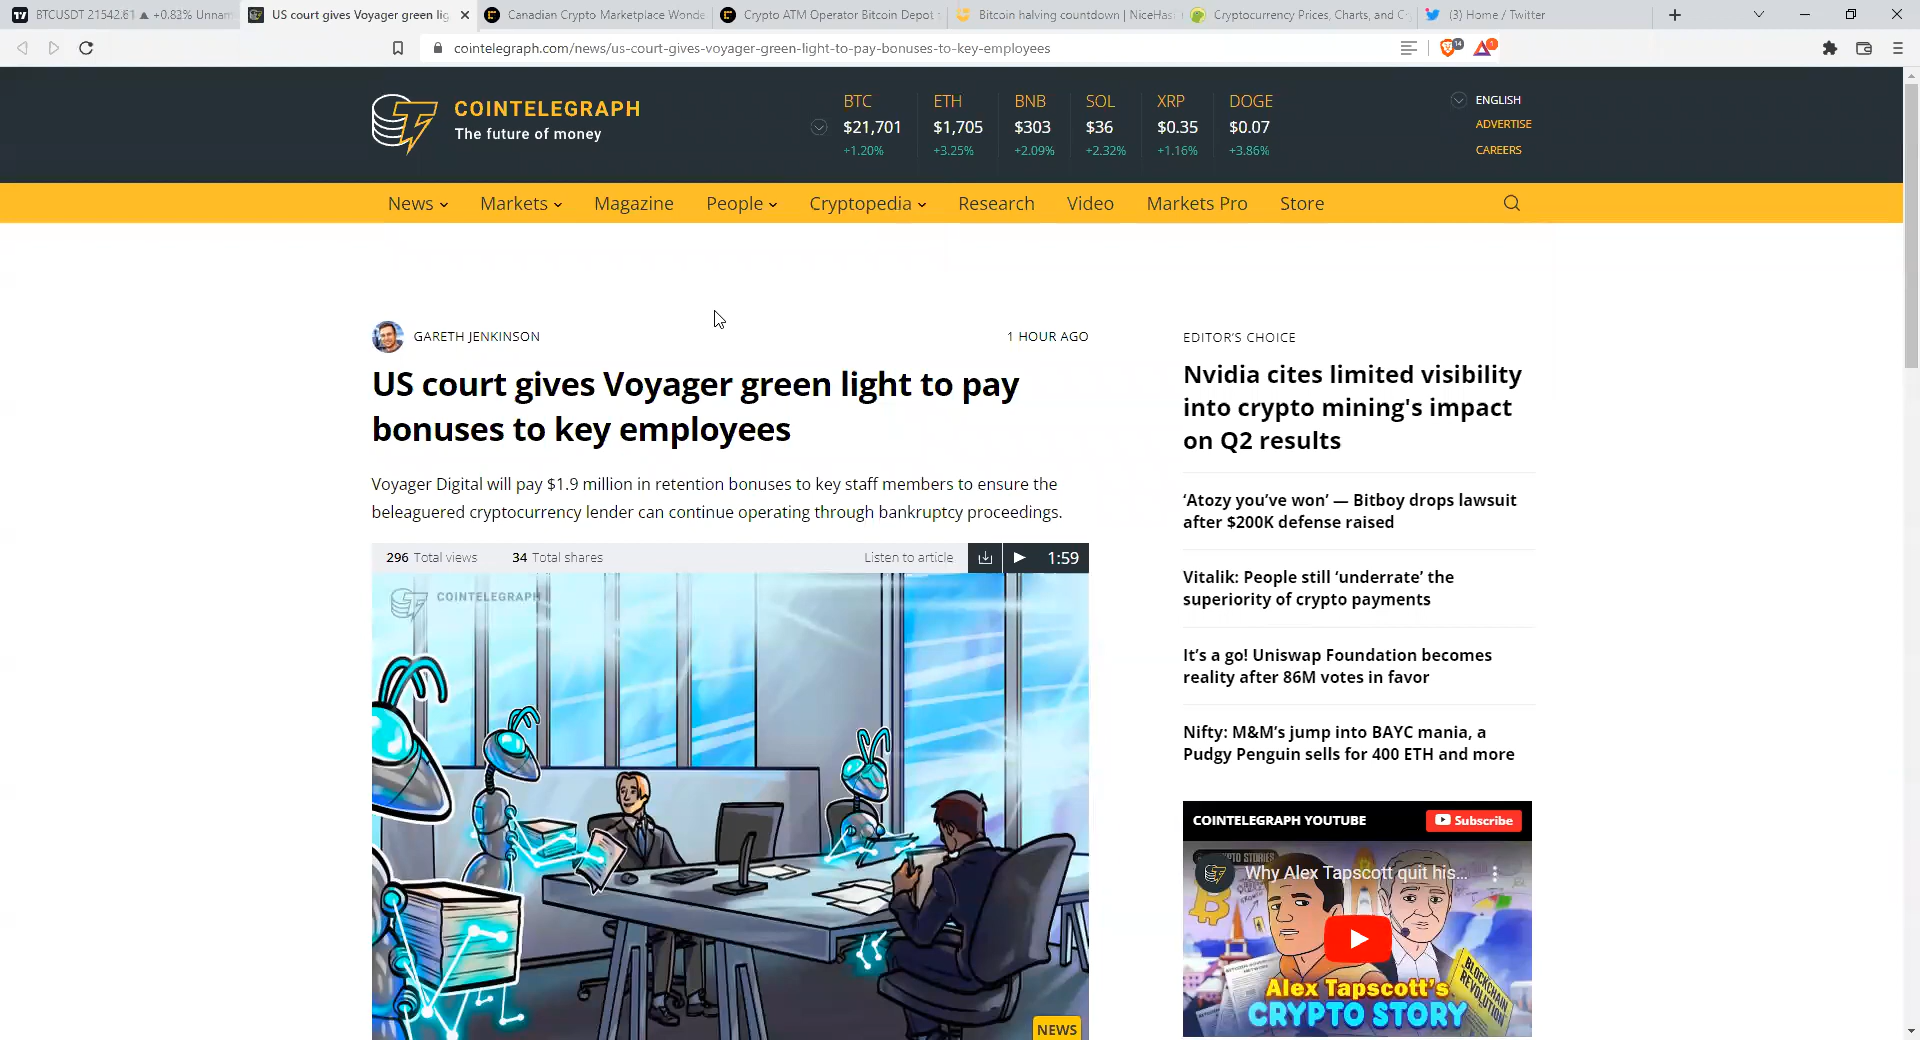 BTCUSDT 21542.61 ▲ +0.83% Unnam
US court gives Voyager green lig
Canadian Crypto Marketplace Wonde
Crypto ATM Operator Bitcoin Depot
Bitcoin halving countdown | NiceHas
Cryptocurrency Prices, Charts, and C
(3) Home / Twitter
cointelegraph.com/news/us-court-gives-voyager-green-light-to-pay-bonuses-to-key-employees
14
1
COINTELEGRAPH
The future of money
BTC ETH BNB SOL XRP DOGE
$21,701 $1,705 $303 $36 $0.35 $0.07
+1.20% +3.25% +2.09% +2.32% +1.16% +3.86%
ENGLISH
ADVERTISE
CAREERS
News Markets Magazine People Cryptopedia Research Video Markets Pro Store
GARETH JENKINSON
1 HOUR AGO
US court gives Voyager green light to pay
bonuses to key employees
Voyager Digital will pay $1.9 million in retention bonuses to key staff members to ensure the
beleaguered cryptocurrency lender can continue operating through bankruptcy proceedings.
296 Total views 34 Total shares Listen to article 1:59
COINTELEGRAPH
NEWS
EDITOR'S CHOICE
Nvidia cites limited visibility
into crypto mining's impact
on Q2 results
‘Atozy you’ve won’ — Bitboy drops lawsuit
after $200K defense raised
Vitalik: People still ‘underrate’ the
superiority of crypto payments
It’s a go! Uniswap Foundation becomes
reality after 86M votes in favor
Nifty: M&M’s jump into BAYC mania, a
Pudgy Penguin sells for 400 ETH and more
COINTELEGRAPH YOUTUBE
Subscribe
Why Alex Tapscott quit his...
BLOCKCHAIN
REVOLUTION
Alex Tapscott's
CRYPTO STORY